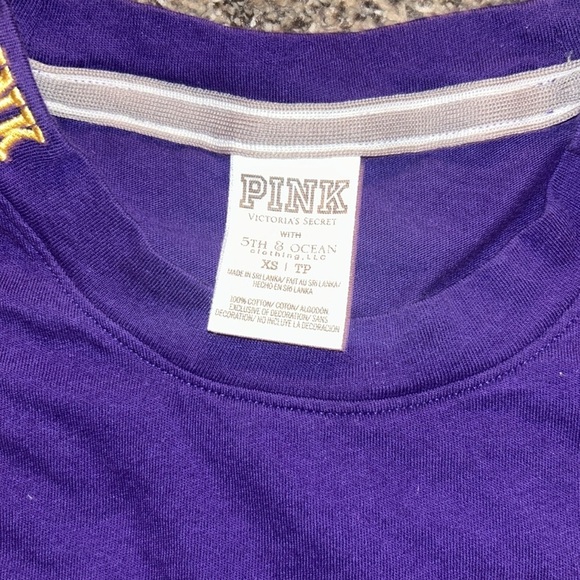 PINK
VICTORIA'S SECRET
WITH
5TH & OCEAN
clothing, LLC
XS | TP
MADE IN SRI LANKA/ FAIT AU SRI LANKA/
HECHO EN SRI LANKA
100% COTTON/ COTON/ ALGODÓN
EXCLUSIVE OF DECORATION/ SANS
DECORATION/ NO INCLUYE LA DECORACION